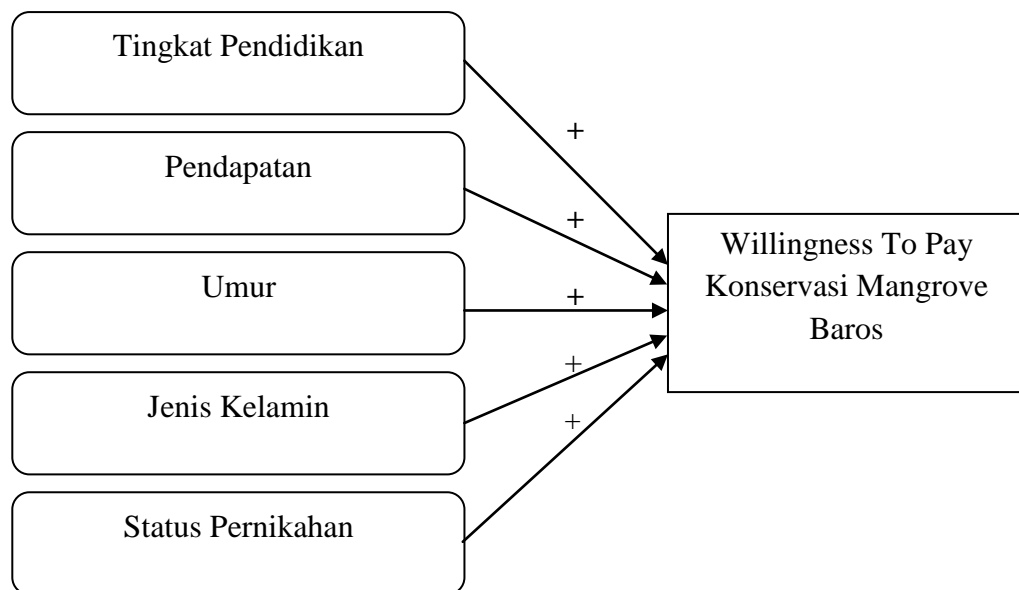 Tingkat Pendidikan
+
Pendapatan
+
Umur
+
Jenis Kelamin
+
Status Pernikahan
+
Willingness To Pay
Konservasi Mangrove
Baros